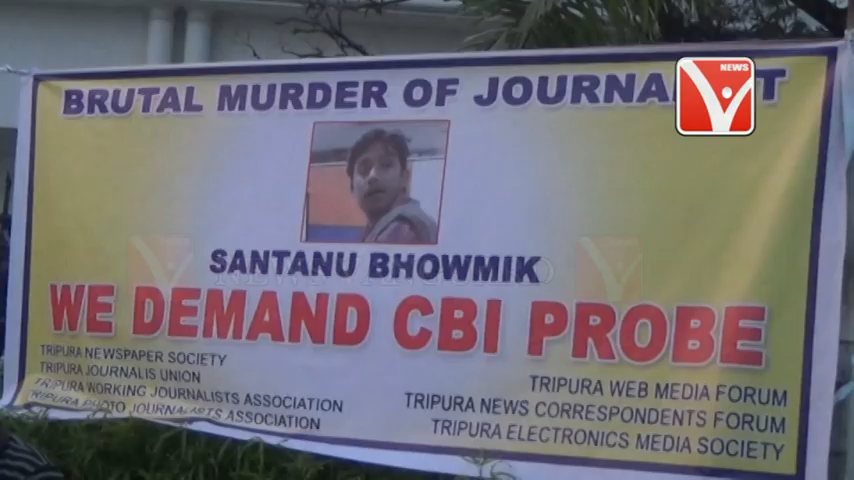 BRUTAL MURDER OF JOURNALIST
NEWS
SANTANU BHOWMIK
WE DEMAND CBI PROBE
TRIPURA NEWSPAPER SOCIETY
TRIPURA JOURNALIS UNION
TRIPURA WORKING JOURNALISTS ASSOCIATION
TRIPURA PHOTO JOURNALISTS ASSOCIATION
TRIPURA WEB MEDIA FORUM
TRIPURA NEWS CORRESPONDENTS FORUM
TRIPURA ELECTRONICS MEDIA SOCIETY